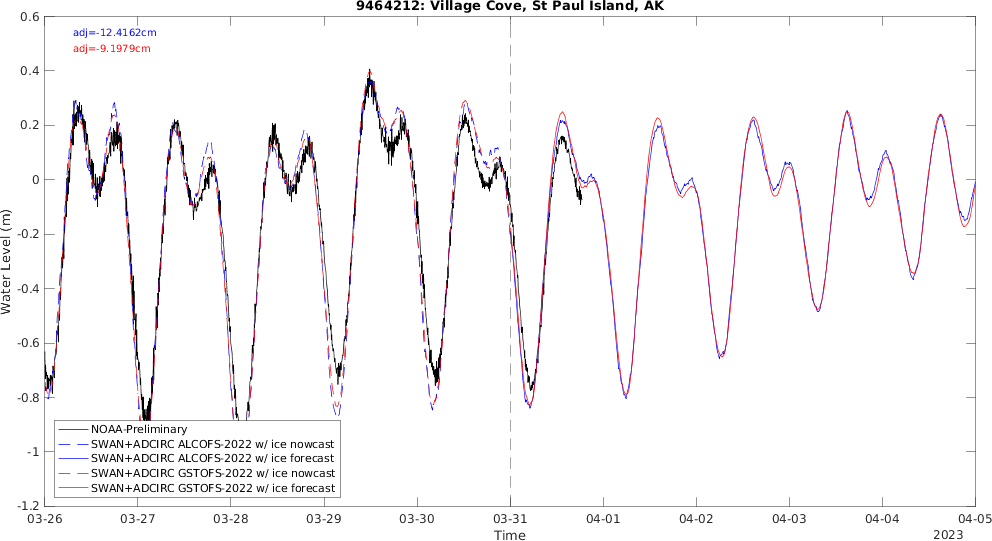 9464212: Village Cove, St Paul Island, AK
adj=-12.4162cm
adj=-9.1979cm
0.6
0.4
0.2
0
-0.2
-0.4
-0.6
-0.8
-1
-1.2
Water Level (m)
NOAA-Preliminary
SWAN+ADCIRC ALCOFS-2022 w/ ice nowcast
SWAN+ADCIRC ALCOFS-2022 w/ ice forecast
SWAN+ADCIRC GSTOFS-2022 w/ ice nowcast
SWAN+ADCIRC GSTOFS-2022 w/ ice forecast
03-26 03-27 03-28 03-29 03-30 03-31 04-01 04-02 04-03 04-04 04-05
Time
2023